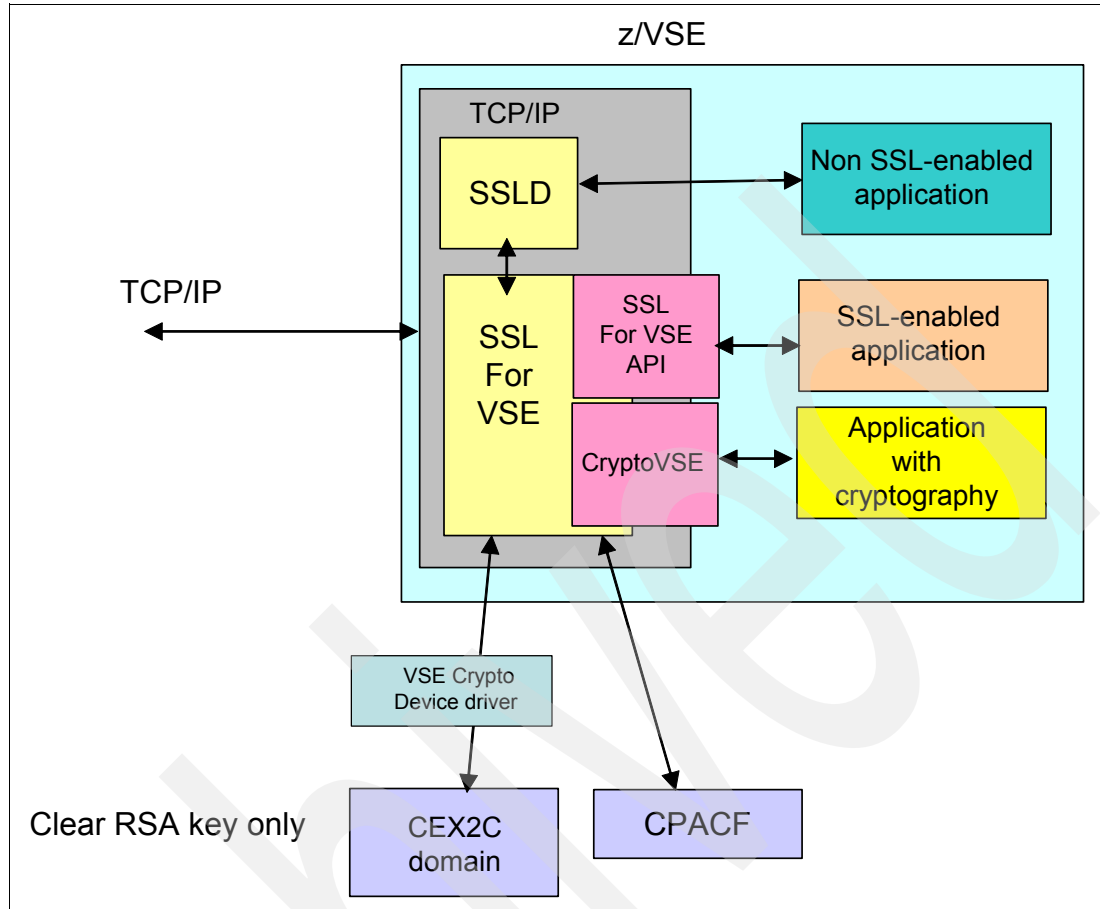 z/VSE
TCP/IP
SSLD
Non SSL-enabled
application
TCP/IP
SSL
For
VSE
SSL
For VSE
API
SSL-enabled
application
CryptoVSE
Application
with
cryptography
VSE Crypto
Device driver
Clear RSA key only
CEX2C
domain
CPACF